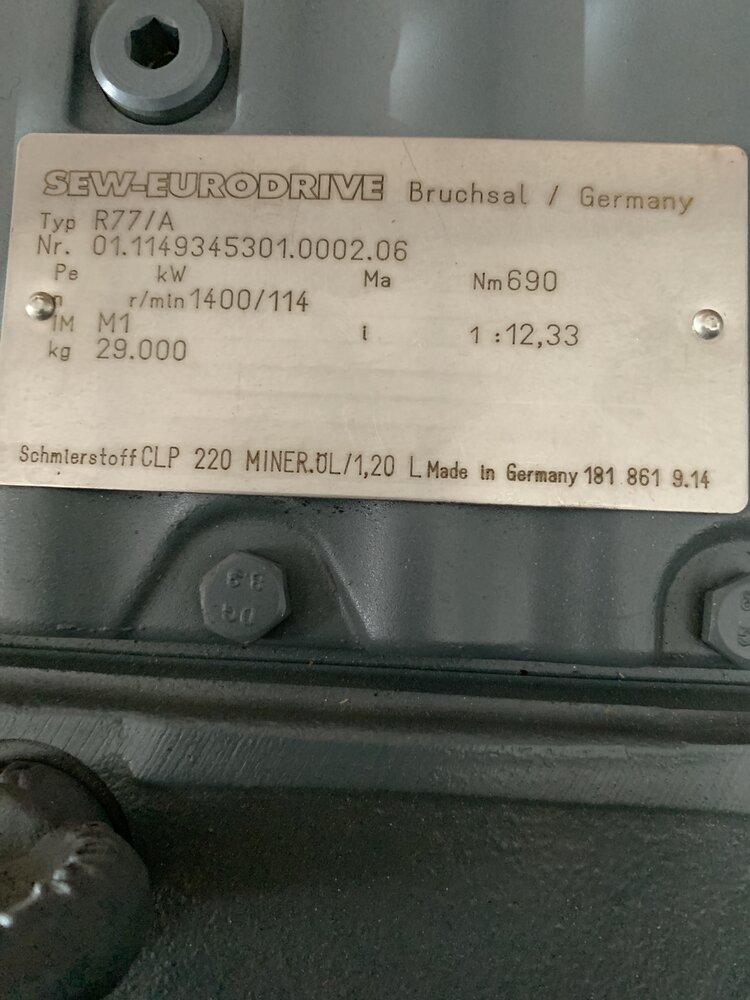 SEW-EURODRIVE Bruchsal / Germany
Typ R77/A
Nr. 01.1149345301.0002.06
Pe kW Ma Nm 690
n r/min 1400/114
IM M1 i 1 :12,33
kg 29.000
Schmierstoff CLP 220 MINER.ÖL/1,20 L Made in Germany 181 861 9.14